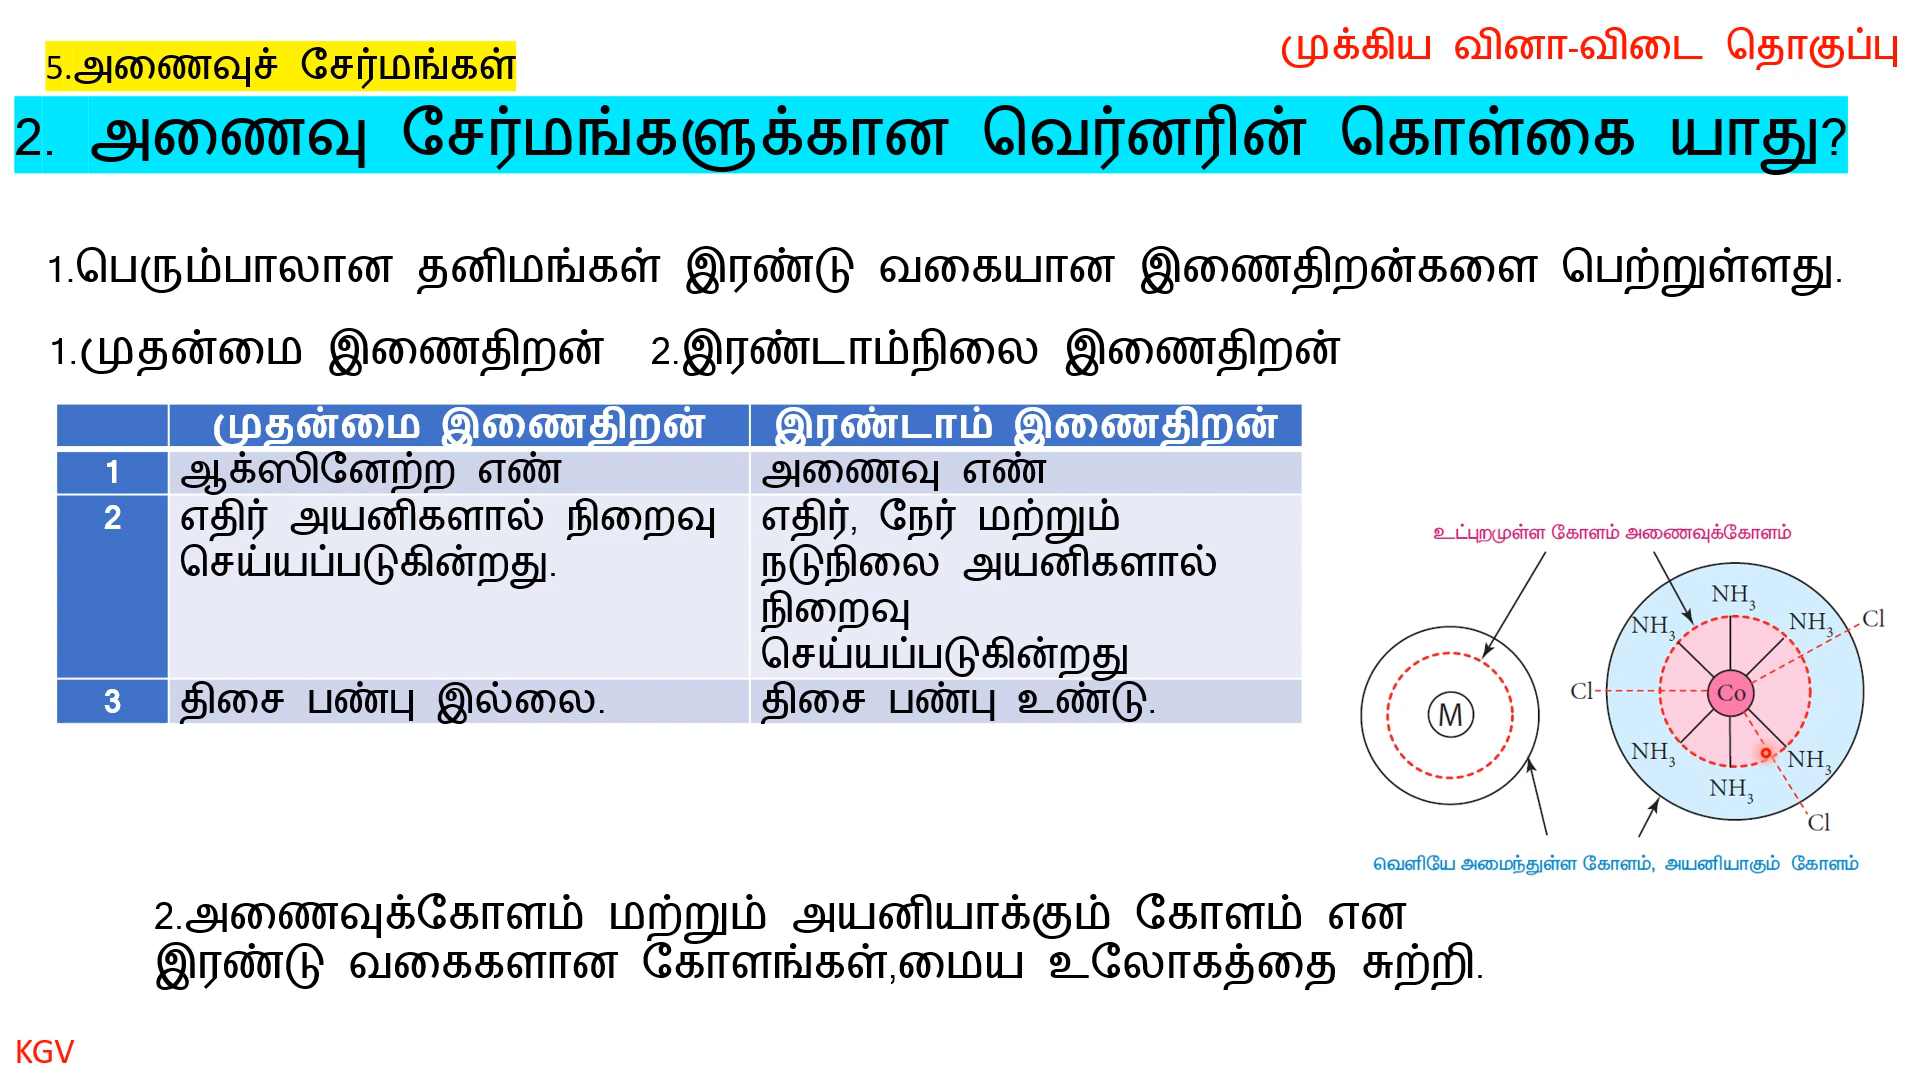 5.அணைவுச் சேர்மங்கள்
முக்கிய வினா-விடை தொகுப்பு
2. அணைவு சேர்மங்களுக்கான வெர்னரின் கொள்கை யாது?
1.பெரும்பாலான தனிமங்கள் இரண்டு வகையான இணைதிறன்களை பெற்றுள்ளது.
1.முதன்மை இணைதிறன் 2.இரண்டாம்நிலை இணைதிறன்
முதன்மை இணைதிறன் இரண்டாம் இணைதிறன்
1 ஆக்ஸினேற்ற எண் அணைவு எண்
2 எதிர் அயனிகளால் நிறைவு எதிர், நேர் மற்றும்
செய்யப்படுகின்றது. நடுநிலை அயனிகளால்
நிறைவு
செய்யப்படுகின்றது
3 திசை பண்பு இல்லை. திசை பண்பு உண்டு.
உட்புறமுள்ள கோளம் அணைவுக்கோளம்
NH3
NH3 NH3 Cl
Cl Co
M
NH3 NH3
NH3
Cl
வெளியே அமைந்துள்ள கோளம், அயனியாகும் கோளம்
2.அணைவுக்கோளம் மற்றும் அயனியாக்கும் கோளம் என
இரண்டு வகைகளான கோளங்கள்,மைய உலோகத்தை சுற்றி.
KGV